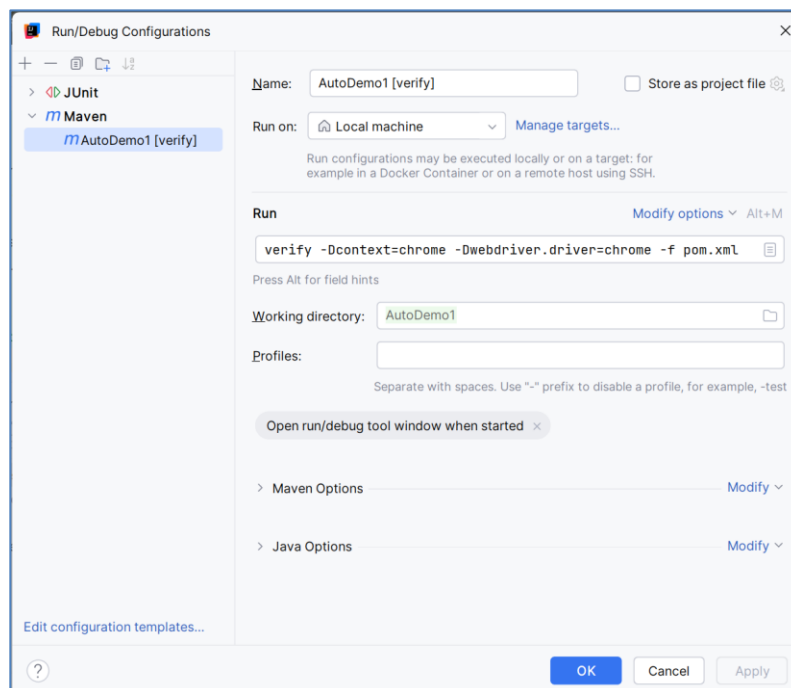 Run/Debug Configurations
JUnit
Maven
AutoDemo1 [verify]
Edit configuration templates...
Name: AutoDemo1 [verify] Store as project file
Run on: Local machine Manage targets...
Run configurations may be executed locally or on a target: for
example in a Docker Container or on a remote host using SSH.
Run Modify options Alt+M
verify -Dcontext=chrome -Dwebdriver.driver=chrome -f pom.xml
Press Alt for field hints
Working directory: AutoDemo1
Profiles:
Separate with spaces. Use "-" prefix to disable a profile, for example, -test
Open run/debug tool window when started ×
Maven Options Modify
Java Options Modify
? OK Cancel Apply